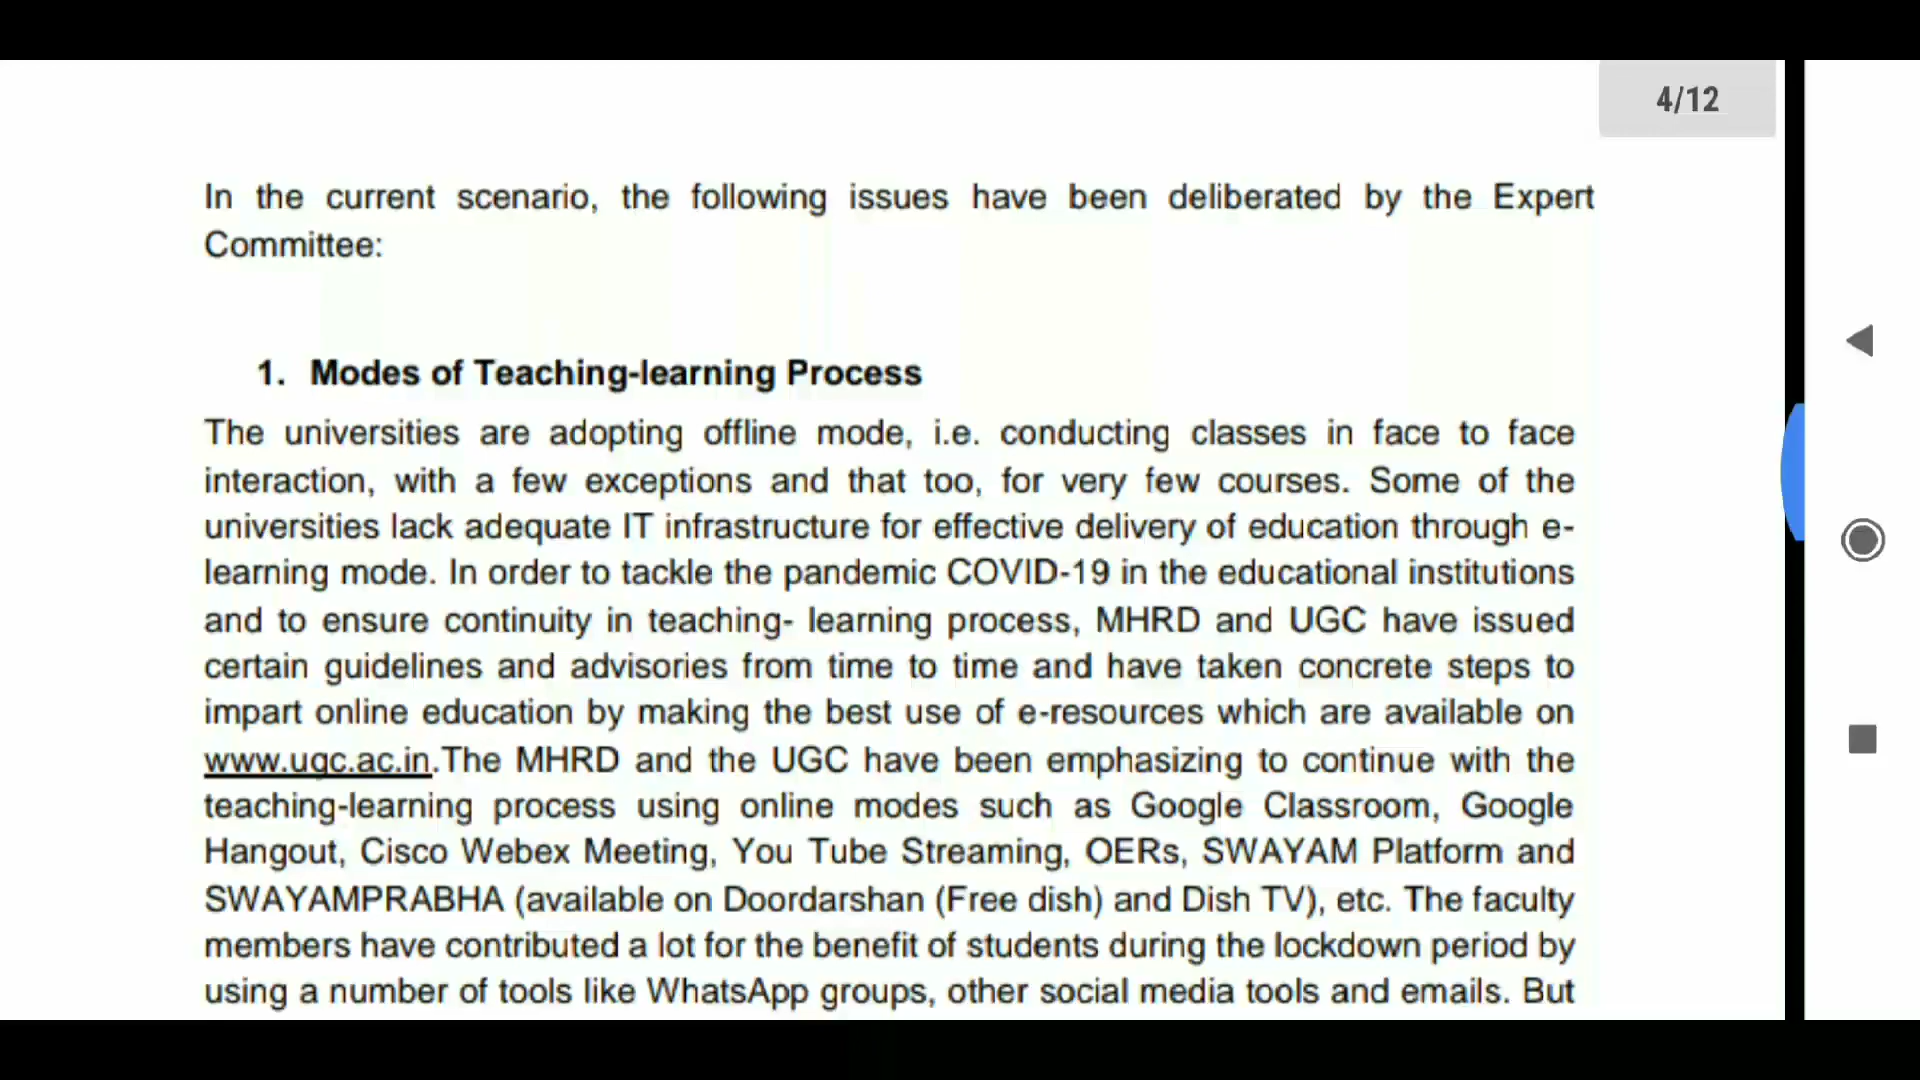 4/12
In the current scenario, the following issues have been deliberated by the Expert
Committee:
1. Modes of Teaching-learning Process
The universities are adopting offline mode, i.e. conducting classes in face to face
interaction, with a few exceptions and that too, for very few courses. Some of the
universities lack adequate IT infrastructure for effective delivery of education through e-
learning mode. In order to tackle the pandemic COVID-19 in the educational institutions
and to ensure continuity in teaching- learning process, MHRD and UGC have issued
certain guidelines and advisories from time to time and have taken concrete steps to
impart online education by making the best use of e-resources which are available on
www.ugc.ac.in.The MHRD and the UGC have been emphasizing to continue with the
teaching-learning process using online modes such as Google Classroom, Google
Hangout, Cisco Webex Meeting, You Tube Streaming, OERs, SWAYAM Platform and
SWAYAMPRABHA (available on Doordarshan (Free dish) and Dish TV), etc. The faculty
members have contributed a lot for the benefit of students during the lockdown period by
using a number of tools like WhatsApp groups, other social media tools and emails. But